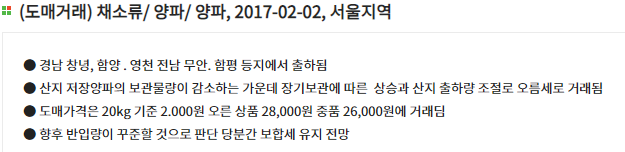 (도매거래) 채소류/ 양파/ 양파, 2017-02-02, 서울지역
● 경남 창녕, 함양 . 영천 전남 무안. 함평 등지에서 출하됨
● 산지 저장양파의 보관물량이 감소하는 가운데 장기보관에 따른  상승과 산지 출하량 조절로 오름세로 거래됨
● 도매가격은 20kg 기준 2.000원 오른 상품 28,000원 중품 26,000원에 거래딤
● 향후 반입량이 꾸준할 것으로 판단 당분간 보합세 유지 전망